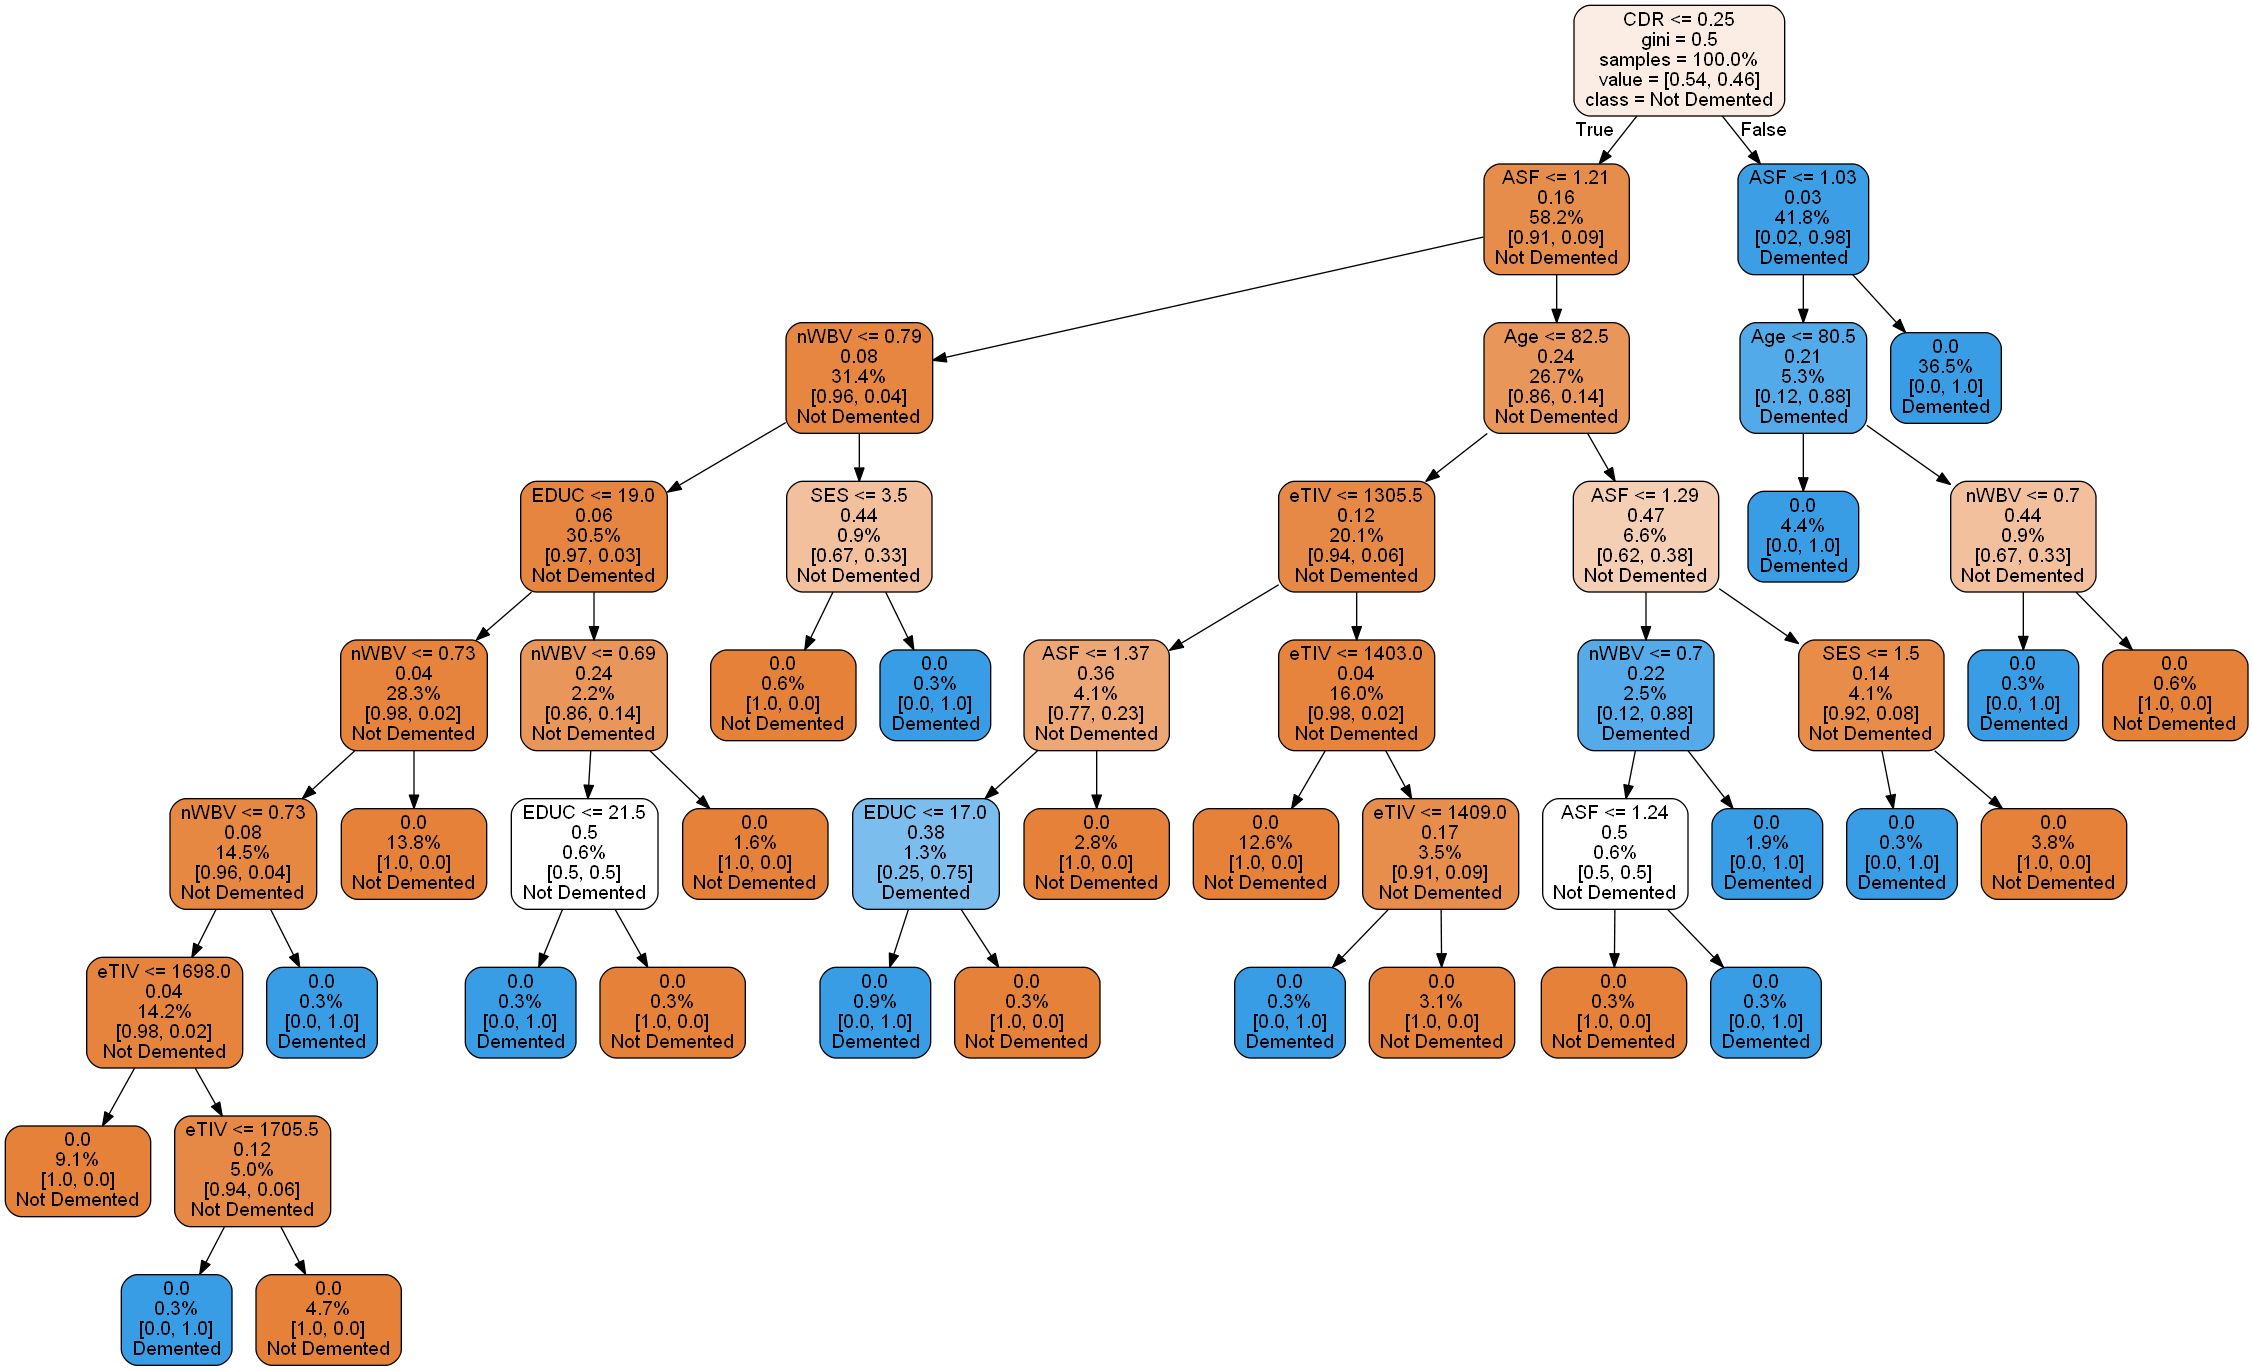 CDR <= 0.25
gini = 0.5
samples = 100.0%
value = [0.54, 0.46]
class = Not Demented
True
False
ASF <= 1.21
0.16
58.2%
[0.91, 0.09]
Not Demented
ASF <= 1.03
0.03
41.8%
[0.02, 0.98]
Demented
nWBV <= 0.79
0.08
31.4%
[0.96, 0.04]
Not Demented
Age <= 82.5
0.24
26.7%
[0.86, 0.14]
Not Demented
Age <= 80.5
0.21
5.3%
[0.12, 0.88]
Demented
0.0
36.5%
[0.0, 1.0]
Demented
EDUC <= 19.0
0.06
30.5%
[0.97, 0.03]
Not Demented
SES <= 3.5
0.44
0.9%
[0.67, 0.33]
Not Demented
eTIV <= 1305.5
0.12
20.1%
[0.94, 0.06]
Not Demented
ASF <= 1.29
0.47
6.6%
[0.62, 0.38]
Not Demented
0.0
4.4%
[0.0, 1.0]
Demented
nWBV <= 0.7
0.44
0.9%
[0.67, 0.33]
Not Demented
nWBV <= 0.73
0.04
28.3%
[0.98, 0.02]
Not Demented
nWBV <= 0.69
0.24
2.2%
[0.86, 0.14]
Not Demented
0.0
0.6%
[1.0, 0.0]
Not Demented
0.0
0.3%
[0.0, 1.0]
Demented
ASF <= 1.37
0.36
4.1%
[0.77, 0.23]
Not Demented
eTIV <= 1403.0
0.04
16.0%
[0.98, 0.02]
Not Demented
nWBV <= 0.7
0.22
2.5%
[0.12, 0.88]
Demented
SES <= 1.5
0.14
4.1%
[0.92, 0.08]
Not Demented
0.0
0.3%
[0.0, 1.0]
Demented
0.0
0.6%
[1.0, 0.0]
Not Demented
nWBV <= 0.73
0.08
14.5%
[0.96, 0.04]
Not Demented
0.0
13.8%
[1.0, 0.0]
Not Demented
EDUC <= 21.5
0.5
0.6%
[0.5, 0.5]
Not Demented
0.0
1.6%
[1.0, 0.0]
Not Demented
EDUC <= 17.0
0.38
1.3%
[0.25, 0.75]
Demented
0.0
2.8%
[1.0, 0.0]
Not Demented
0.0
12.6%
[1.0, 0.0]
Not Demented
eTIV <= 1409.0
0.17
3.5%
[0.91, 0.09]
Not Demented
ASF <= 1.24
0.5
0.6%
[0.5, 0.5]
Not Demented
0.0
1.9%
[0.0, 1.0]
Demented
0.0
0.3%
[0.0, 1.0]
Demented
0.0
3.8%
[1.0, 0.0]
Not Demented
eTIV <= 1698.0
0.04
14.2%
[0.98, 0.02]
Not Demented
0.0
0.3%
[0.0, 1.0]
Demented
0.0
0.3%
[0.0, 1.0]
Demented
0.0
0.3%
[1.0, 0.0]
Not Demented
0.0
0.9%
[0.0, 1.0]
Demented
0.0
0.3%
[1.0, 0.0]
Not Demented
0.0
0.3%
[0.0, 1.0]
Demented
0.0
3.1%
[1.0, 0.0]
Not Demented
0.0
0.3%
[1.0, 0.0]
Not Demented
0.0
0.3%
[0.0, 1.0]
Demented
0.0
9.1%
[1.0, 0.0]
Not Demented
eTIV <= 1705.5
0.12
5.0%
[0.94, 0.06]
Not Demented
0.0
0.3%
[0.0, 1.0]
Demented
0.0
4.7%
[1.0, 0.0]
Not Demented